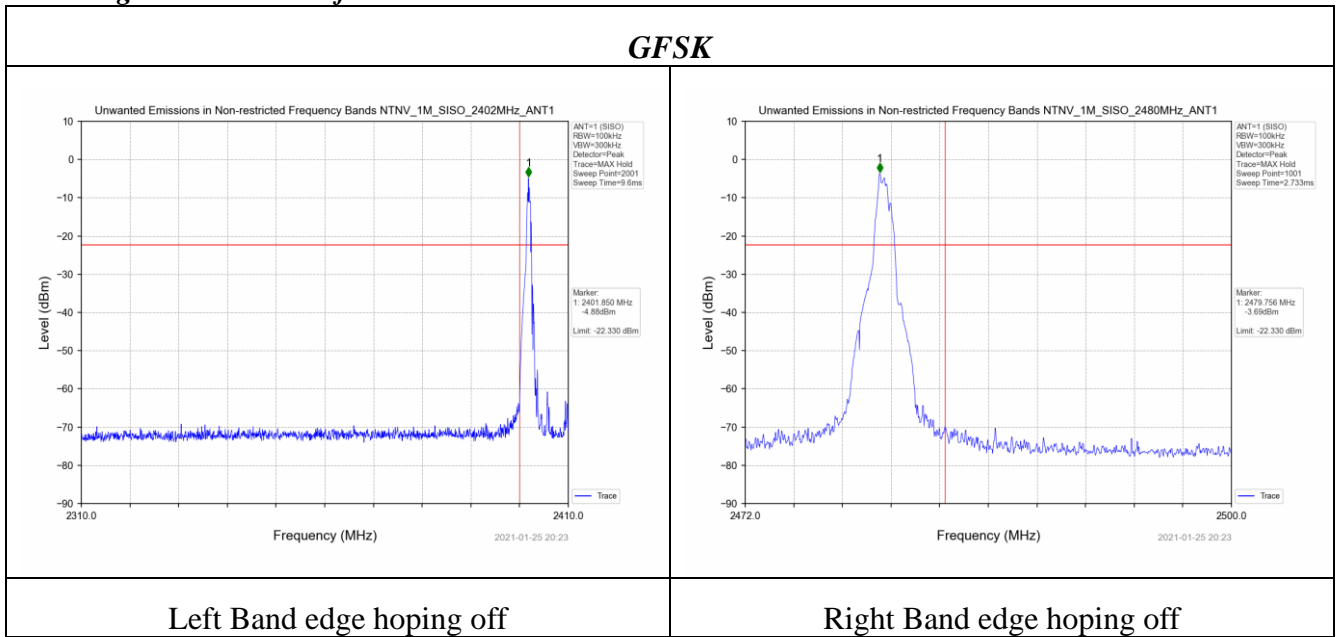 GFSK
Unwanted Emissions in Non-restricted Frequency Bands NTNV_1M_SISO_2402MHz_ANT1
10
0
−10
−20
−30
−40
−50
−60
−70
−80
−90
Level (dBm)
1
2310.0
2410.0
Frequency (MHz)
2021-01-25 20:23
ANT=1 (SISO)
RBW=100kHz
VBW=300kHz
Detector=Peak
Trace=MAX Hold
Sweep Point=2001
Sweep Time=9.6ms
Marker:
1: 2401.850 MHz
-4.88dBm
Limit: -22.330 dBm
Trace
Unwanted Emissions in Non-restricted Frequency Bands NTNV_1M_SISO_2480MHz_ANT1
10
0
−10
−20
−30
−40
−50
−60
−70
−80
−90
Level (dBm)
1
2472.0
2500.0
Frequency (MHz)
2021-01-25 20:23
ANT=1 (SISO)
RBW=100kHz
VBW=300kHz
Detector=Peak
Trace=MAX Hold
Sweep Point=1001
Sweep Time=2.733ms
Marker:
1: 2479.756 MHz
-3.69dBm
Limit: -22.330 dBm
Trace
Left Band edge hoping off
Right Band edge hoping off